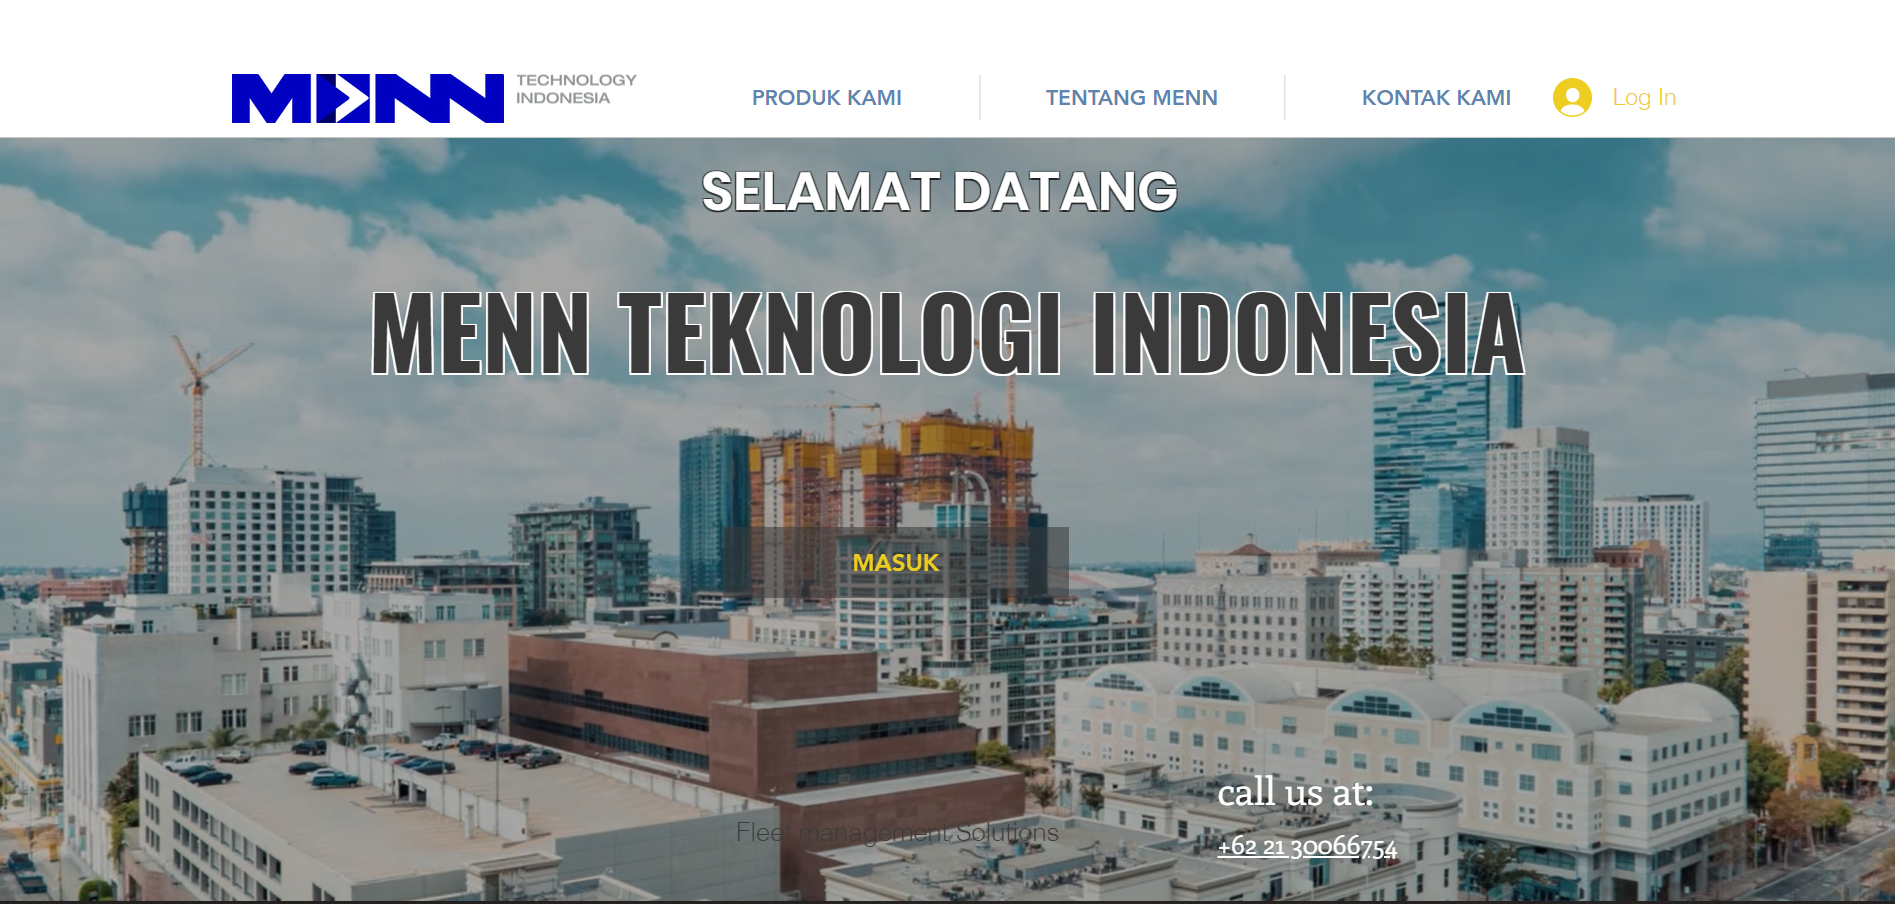 MENN
TECHNOLOGY
INDONESIA
PRODUK KAMI
TENTANG MENN
KONTAK KAMI
Log In
SELAMAT DATANG
MENN TEKNOLOGI INDONESIA
MASUK
call us at:
Fleet management Solutions
+62 21 30066754